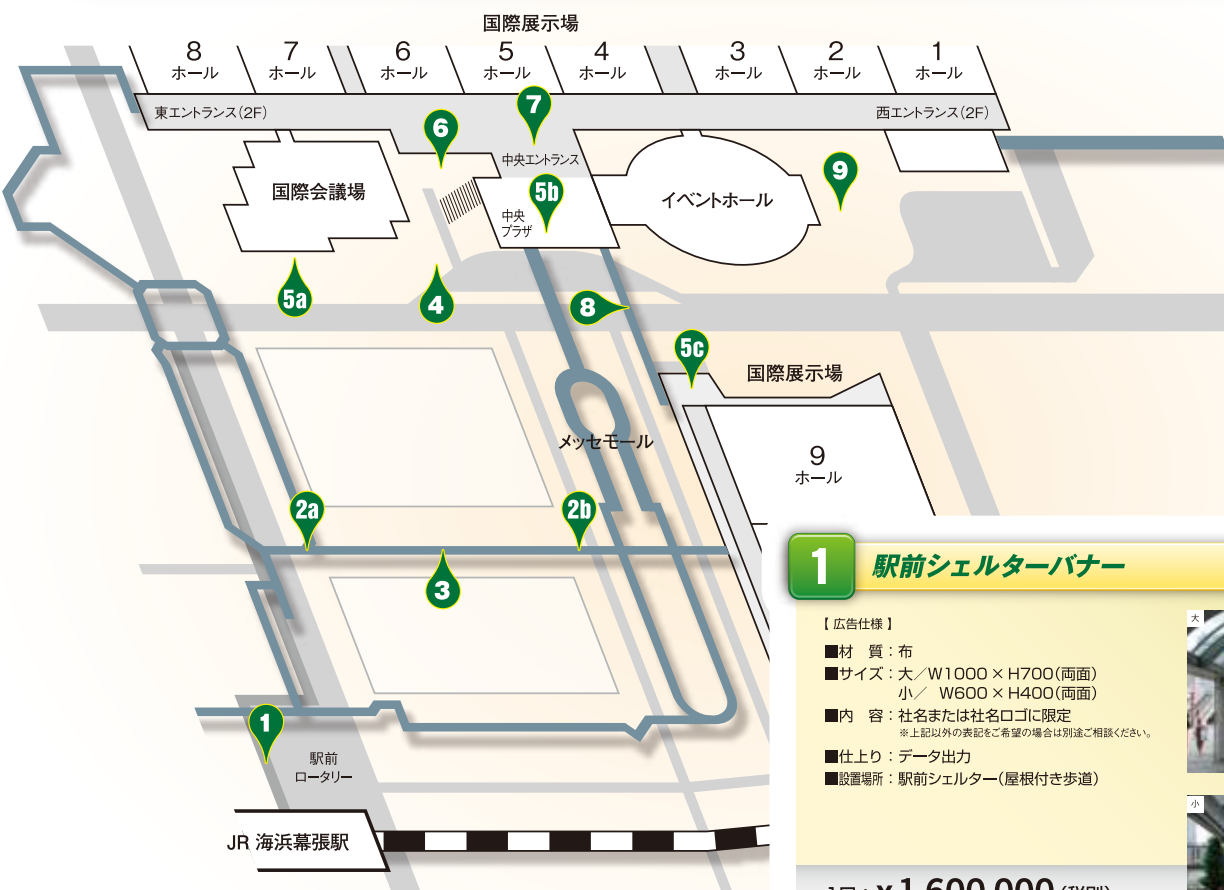 国際展示場
8
ホール
7
ホール
6
ホール
5
ホール
4
ホール
3
ホール
2
ホール
1
ホール
東エントランス(2F)
7
西エントランス(2F)
6
中央エントランス
9
国際会議場
5b
イベントホール
中央
プラザ
5a
4
8
5c
国際展示場
メッセモール
9
ホール
2a
2b
3
1
駅前
ロータリー
JR 海浜幕張駅
1 駅前シェルターバナー
【 広告仕様 】
■材　質：布
■サイズ：大／W1000 × H700(両面)
小／ W600 × H400(両面)
■内　容：社名または社名ロゴに限定
※上記以外の表記をご希望の場合は別途ご相談ください。
■仕上り：データ出力
■設置場所：駅前シェルター(屋根付き歩道)
大
小
1口：¥1,600,000(税別)